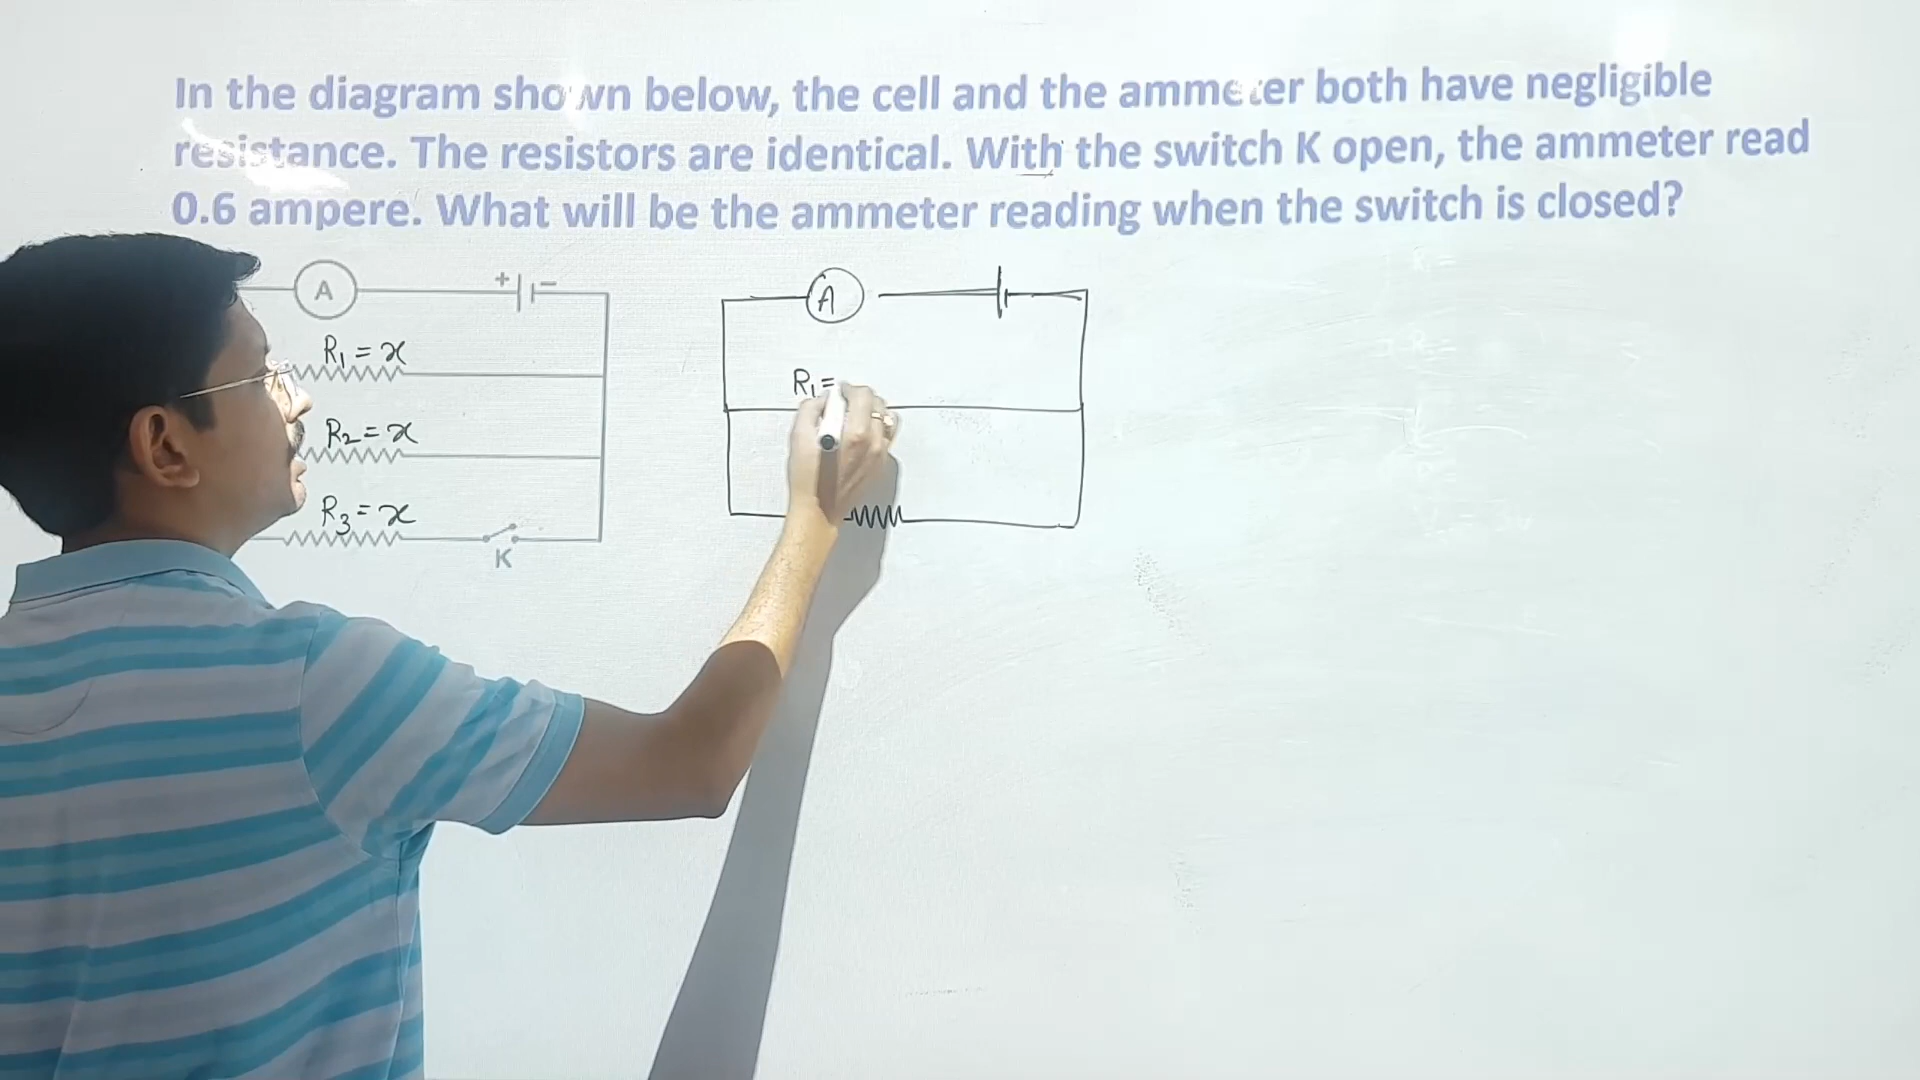 In the diagram shown below, the cell and the ammeter both have negligible
resistance. The resistors are identical. With the switch K open, the ammeter read
0.6 ampere. What will be the ammeter reading when the switch is closed?
A
+ −
R₁ = x
R₂ = x
R₃ = x
K
A
R₁ =